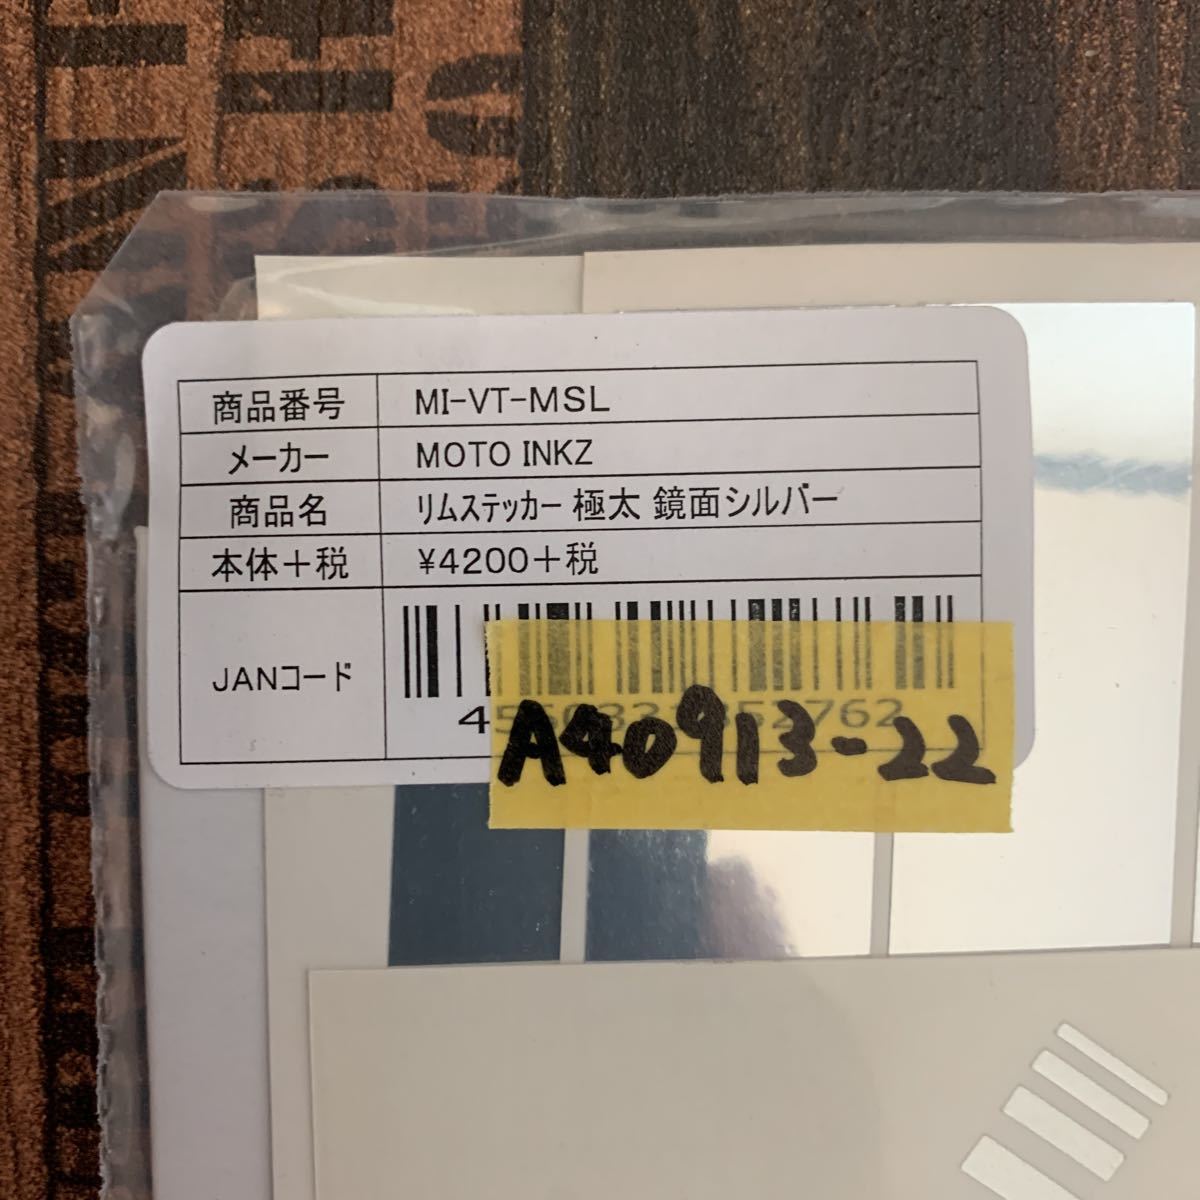 商品番号 MI-VT-MSL
メーカー MOTO INKZ
商品名 リムステッカー 極太 鏡面シルバー
本体+税 ¥4200+税
JANコード
A40913-22